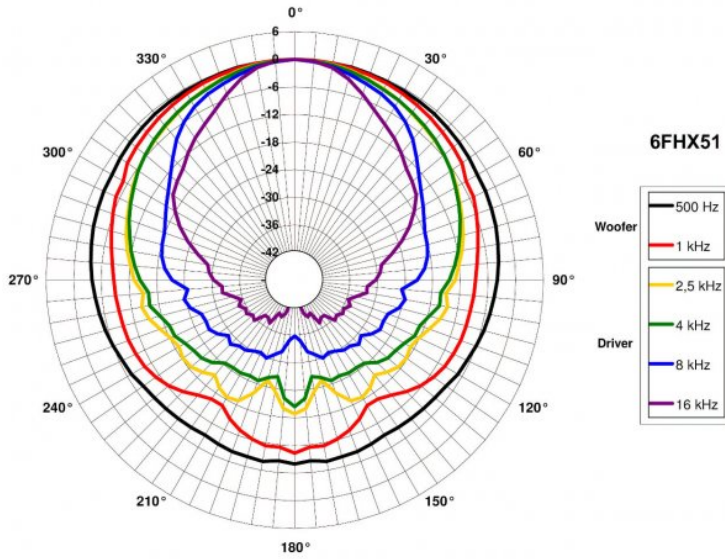 0°
330°
30°
300°
60°
270°
90°
240°
120°
210°
150°
180°
6
0
-6
-12
-18
-24
-30
-36
-42
6FHX51
Woofer
500 Hz
1 kHz
Driver
2,5 kHz
4 kHz
8 kHz
16 kHz